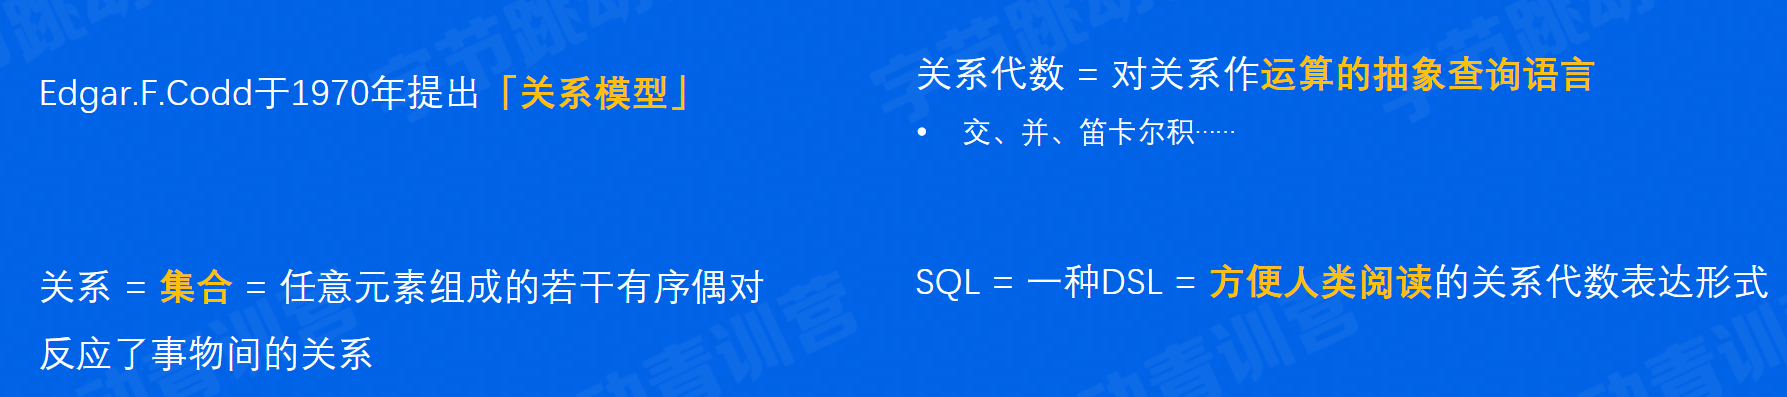 Edgar.F.Codd于1970年提出「关系模型」
关系 = 集合 = 任意元素组成的若干有序偶对
反应了事物间的关系
关系代数 = 对关系作运算的抽象查询语言
• 交、并、笛卡尔积……
SQL = 一种DSL = 方便人类阅读的关系代数表达形式